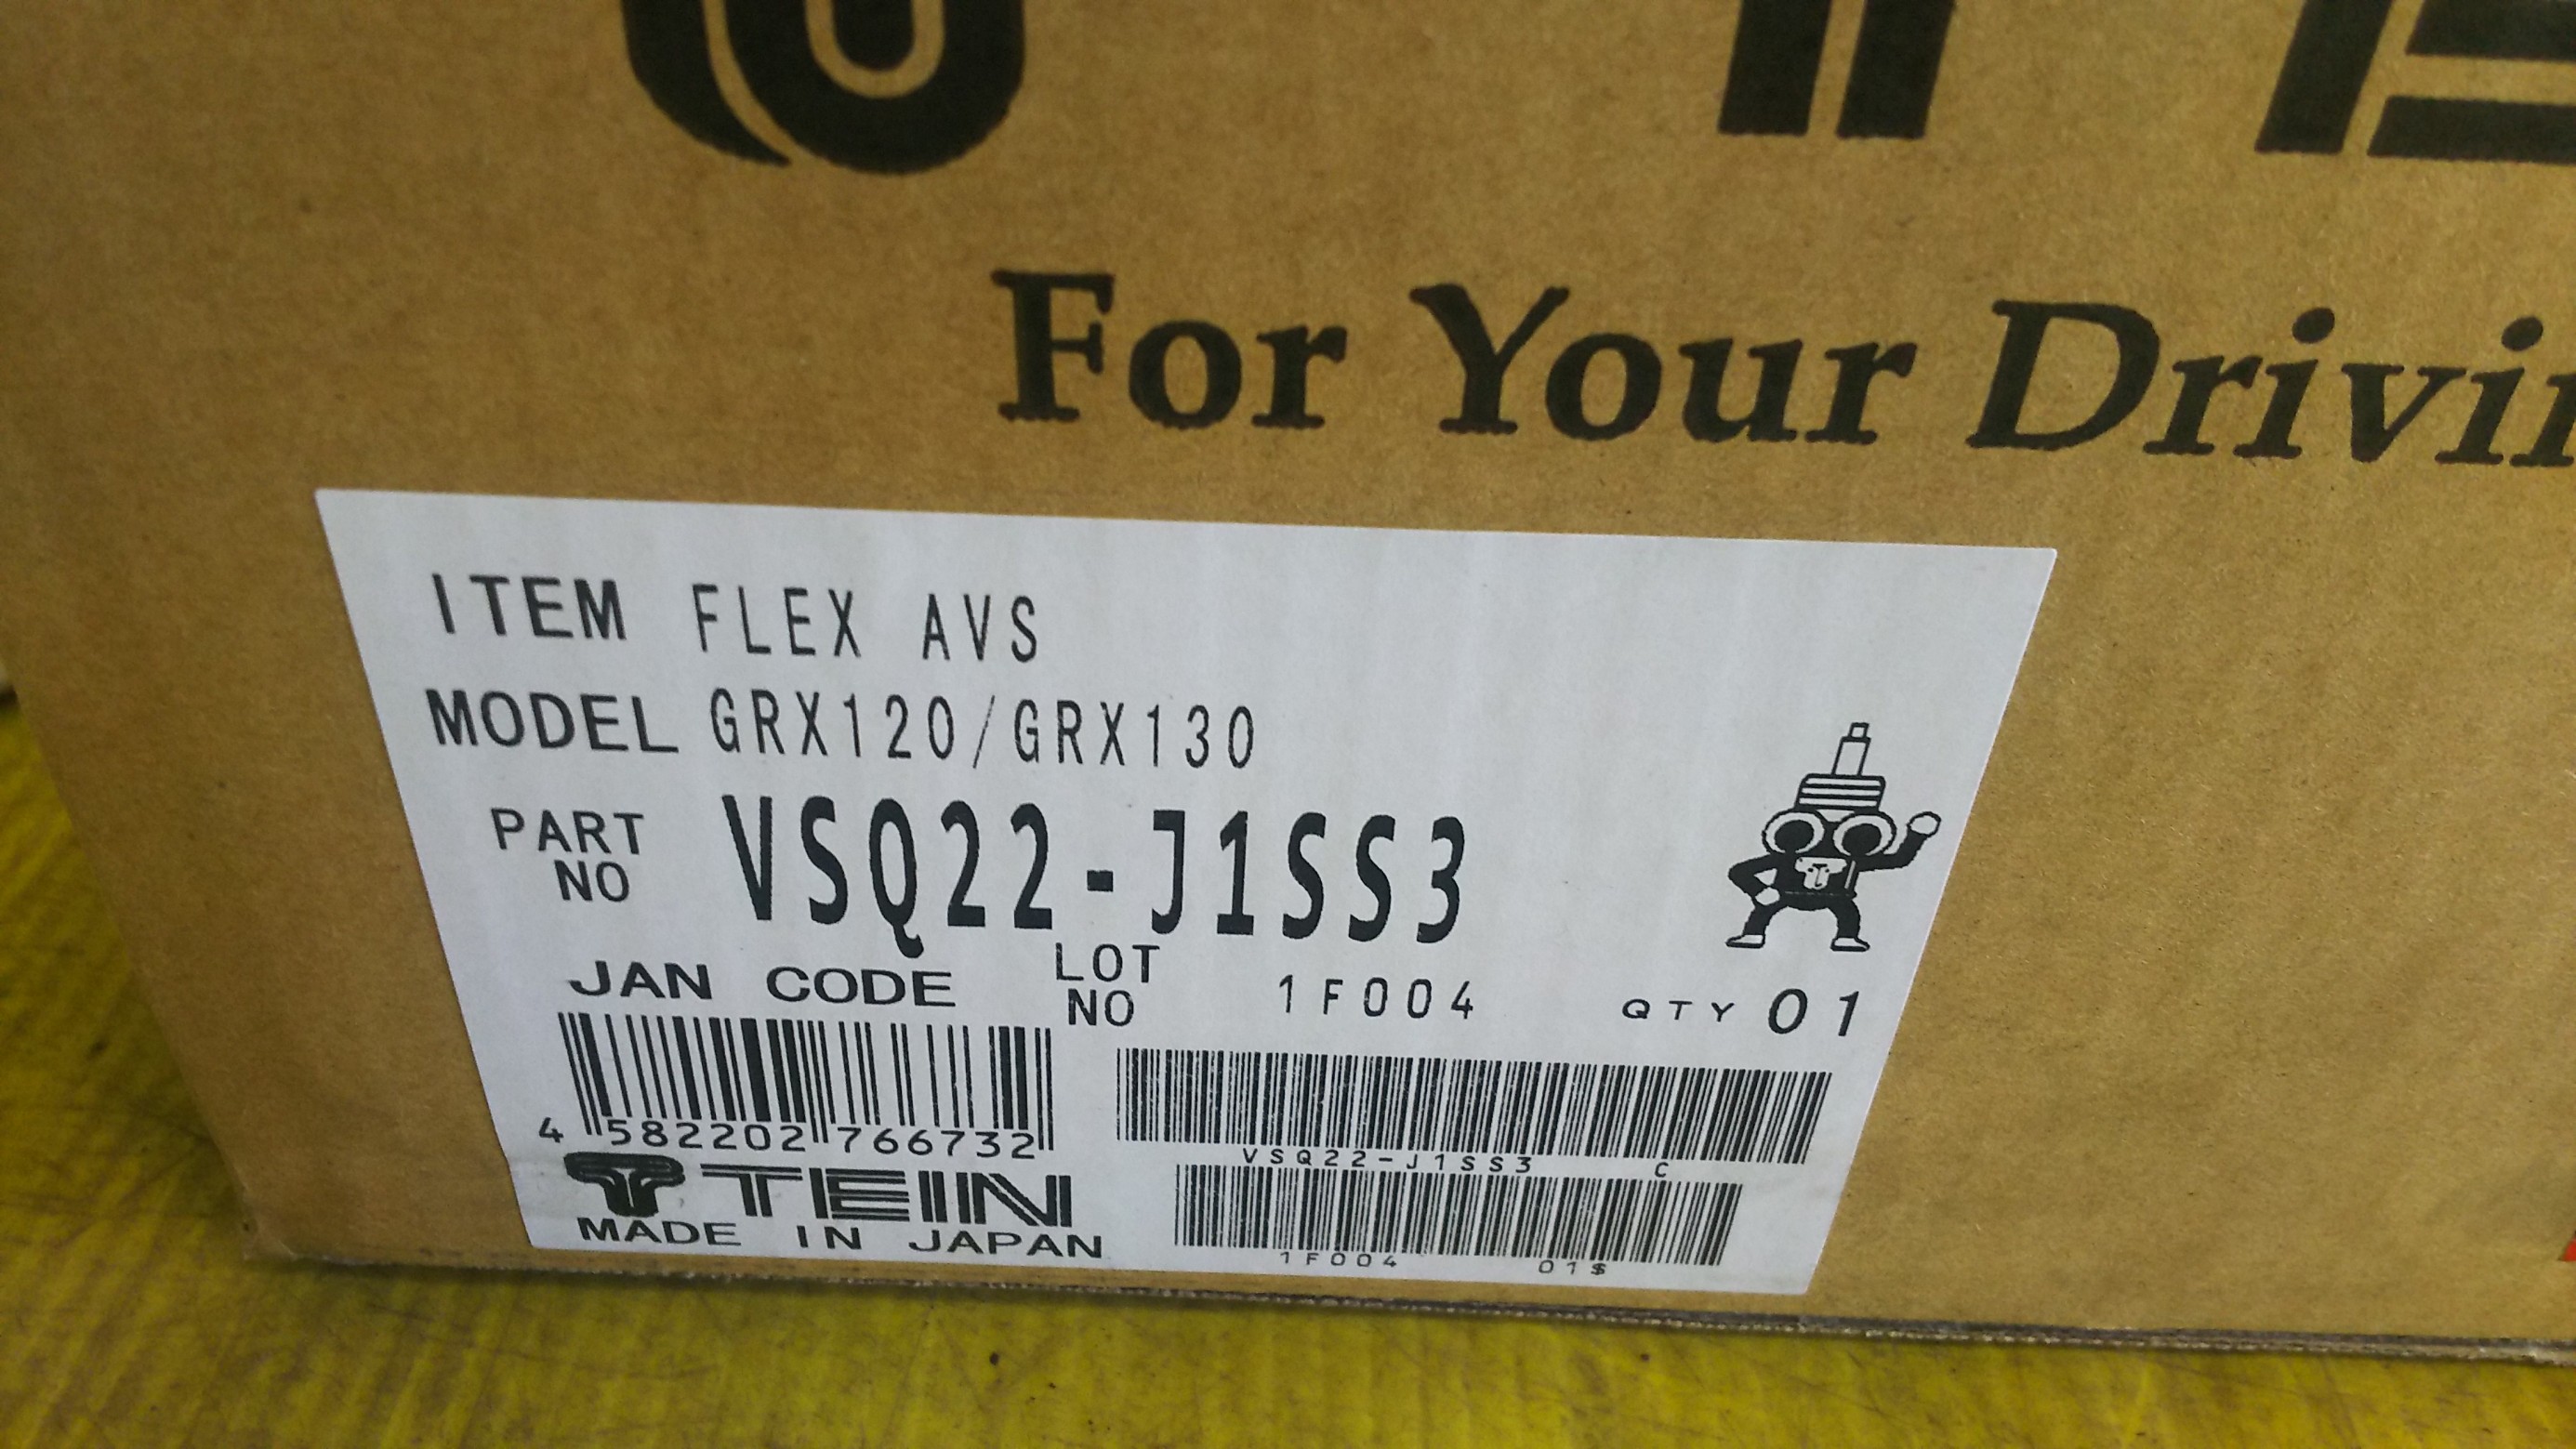 For Your
ITEM FLEX AVS
MODEL GRX120/GRX130
PART NO VSQ22-J1SS3
JAN CODE
LOT NO 1F004
QTY 01
4 582202 766732
VSQ22-J1SS3 C
TEIN
MADE IN JAPAN
1F004 01$